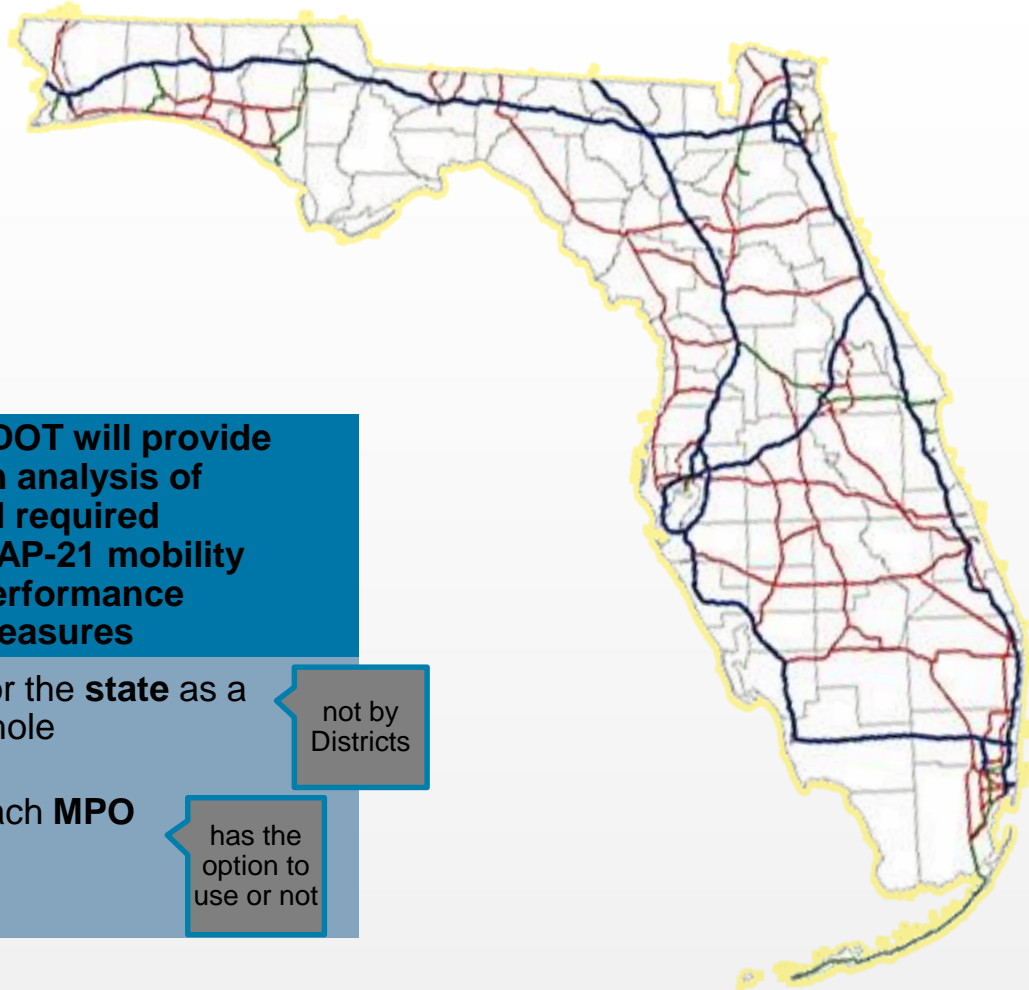 DOT will provide
n analysis of
l required
AP-21 mobility
erformance
easures
or the state as a
hole
not by
Districts
ach MPO
has the
option to
use or not